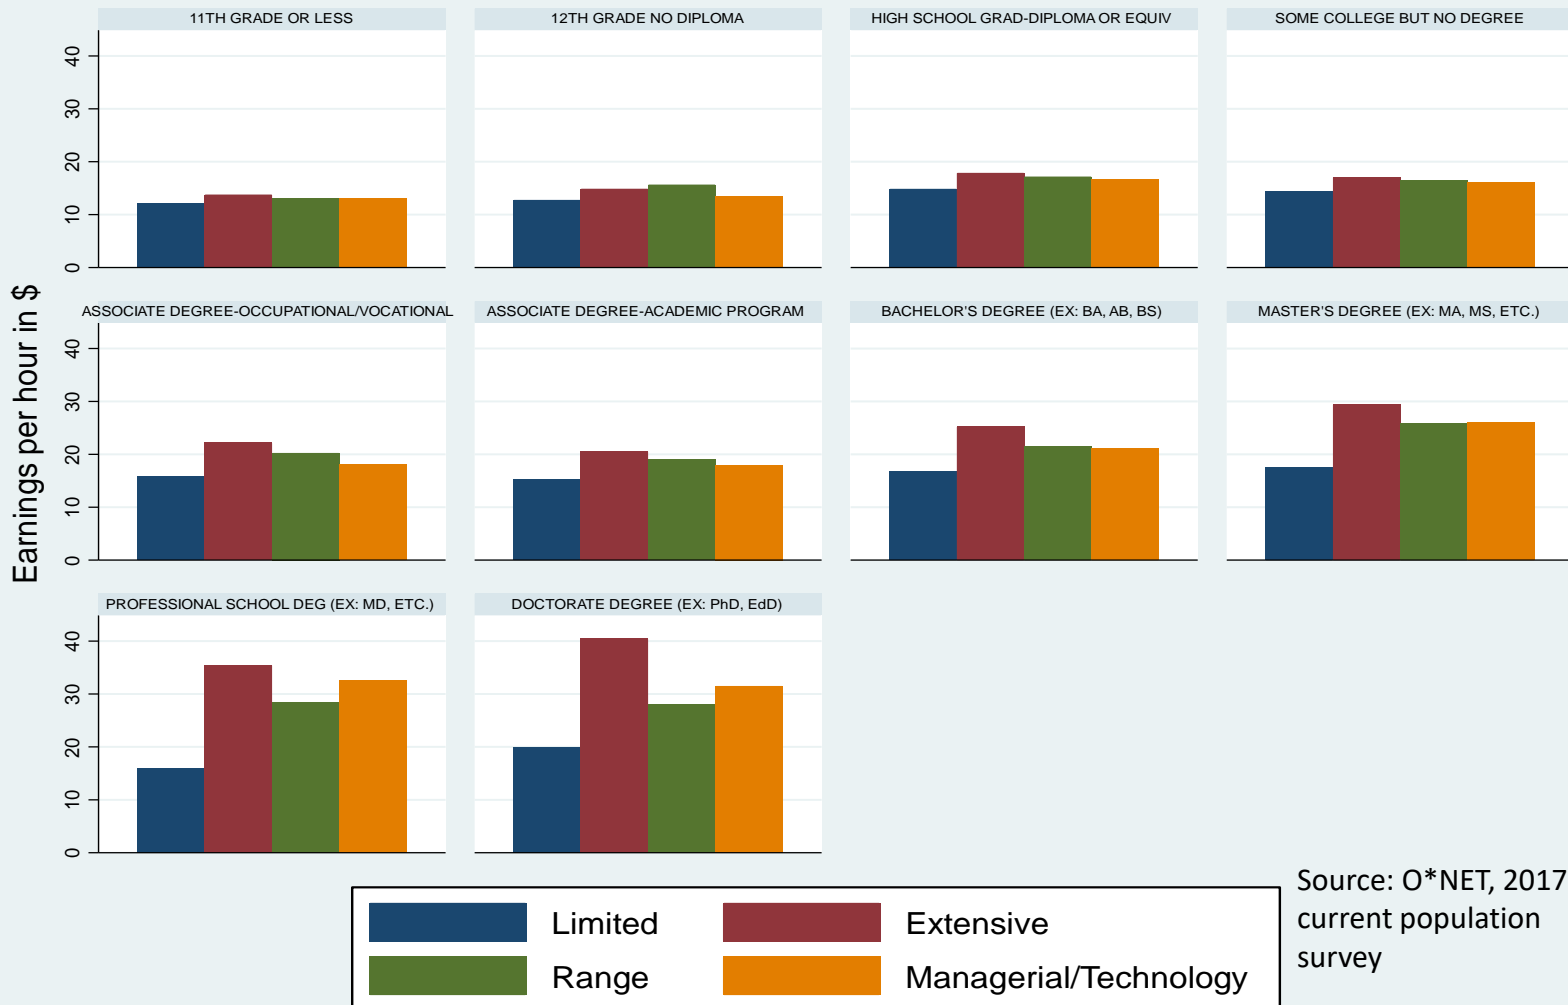 11TH GRADE OR LESS
12TH GRADE NO DIPLOMA
HIGH SCHOOL GRAD-DIPLOMA OR EQUIV
SOME COLLEGE BUT NO DEGREE
40
30
20
10
0
Earnings per hour in $
ASSOCIATE DEGREE-OCCUPATIONAL/VOCATIONAL
ASSOCIATE DEGREE-ACADEMIC PROGRAM
BACHELOR'S DEGREE (EX: BA, AB, BS)
MASTER'S DEGREE (EX: MA, MS, ETC.)
40
30
20
10
0
PROFESSIONAL SCHOOL DEG (EX: MD, ETC.)
DOCTORATE DEGREE (EX: PhD, EdD)
40
30
20
10
0
Limited
Extensive
Range
Managerial/Technology
Source: O*NET, 2017
current population
survey